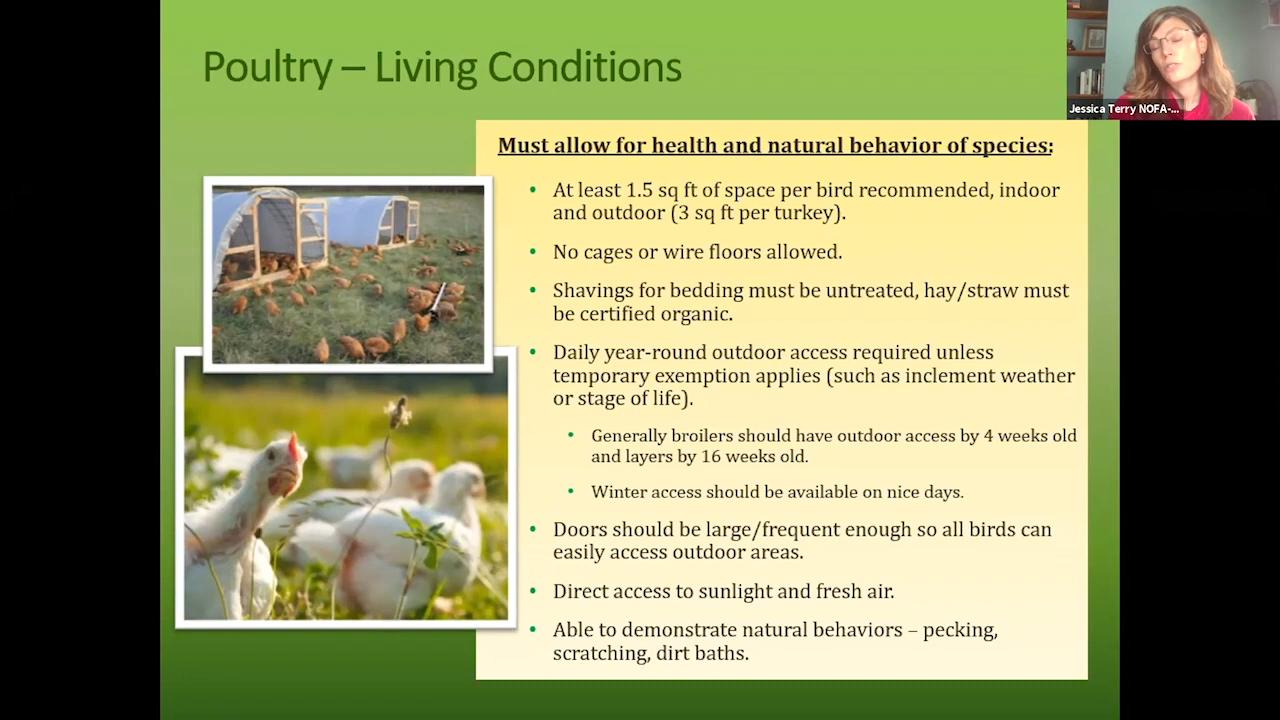 Poultry – Living Conditions
Jessica Terry NOFA-...
Must allow for health and natural behavior of species:
• At least 1.5 sq ft of space per bird recommended, indoor
and outdoor (3 sq ft per turkey).
• No cages or wire floors allowed.
• Shavings for bedding must be untreated, hay/straw must
be certified organic.
• Daily year-round outdoor access required unless
temporary exemption applies (such as inclement weather
or stage of life).
• Generally broilers should have outdoor access by 4 weeks old
and layers by 16 weeks old.
• Winter access should be available on nice days.
• Doors should be large/frequent enough so all birds can
easily access outdoor areas.
• Direct access to sunlight and fresh air.
• Able to demonstrate natural behaviors – pecking,
scratching, dirt baths.